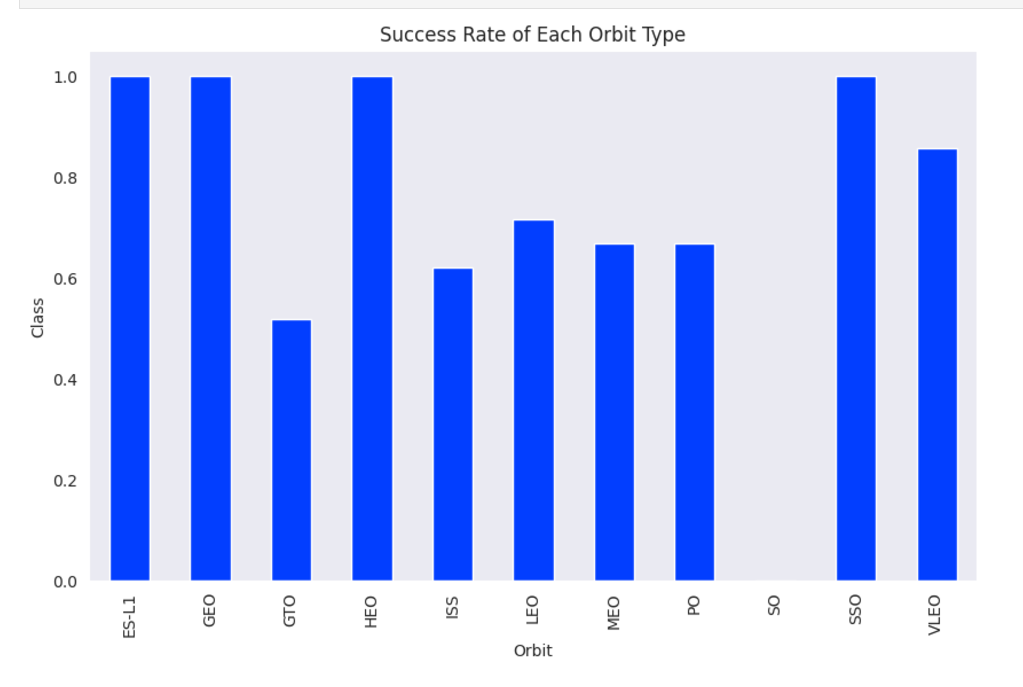 Success Rate of Each Orbit Type
1.0
0.8
0.6
0.4
0.2
0.0
Class
ES-L1
GEO
GTO
HEO
ISS
LEO
MEO
PO
SO
SSO
VLEO
Orbit